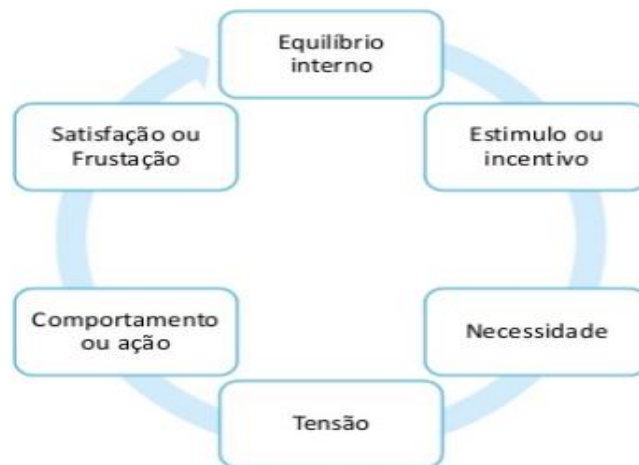 Equilíbrio
interno
Estimulo ou
incentivo
Necessidade
Tensão
Comportamento
ou ação
Satisfação ou
Frustação